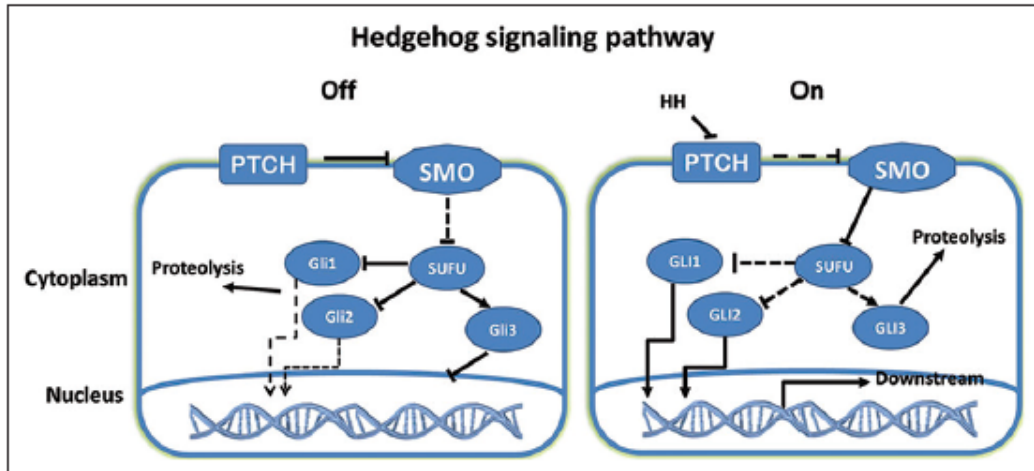 Hedgehog signaling pathway
Off
On
HH
PTCH
SMO
PTCH
SMO
Cytoplasm
Proteolysis
Gli1
SUFU
Gli2
Gli3
GLI1
SUFU
Proteolysis
GLI2
GLI3
Nucleus
Downstream